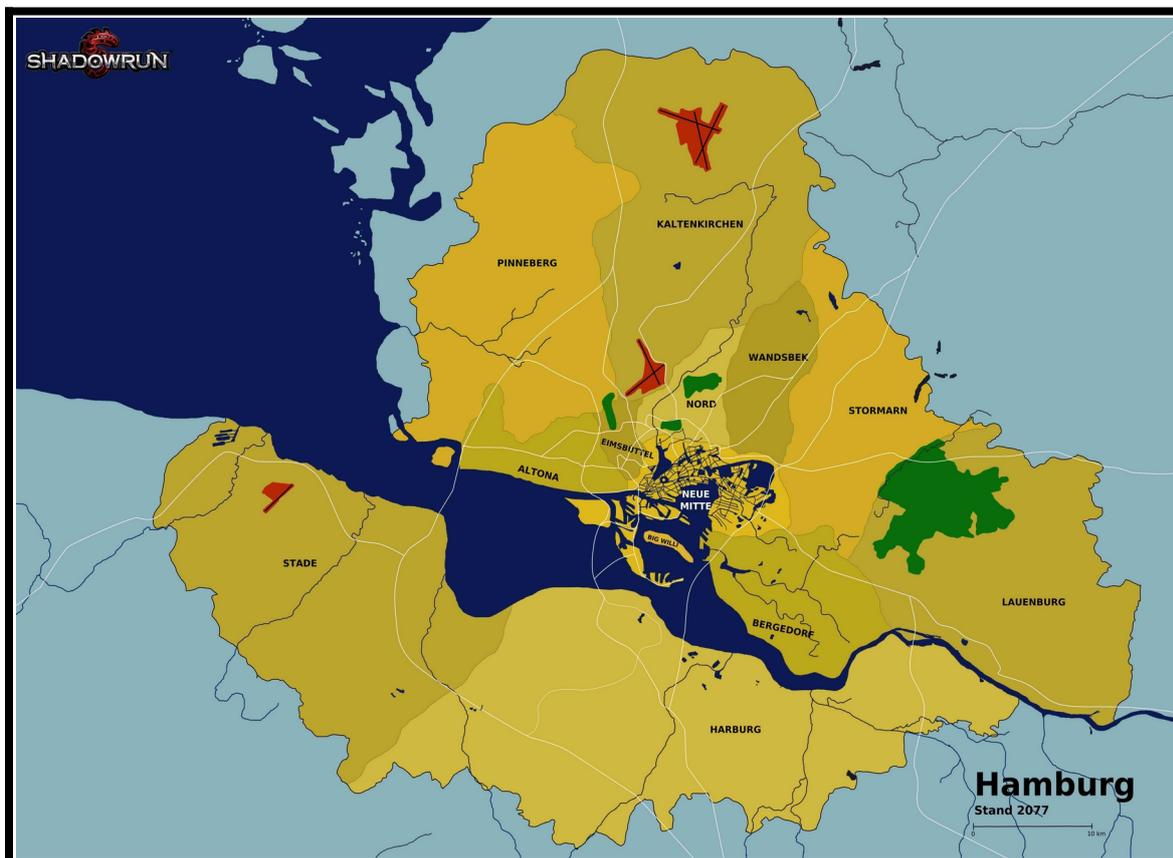 SHADOWRUN
KALTENKIRCHEN
PINNEBERG
WANDSBEK
NORD
STORMARN
EIMSBÜTTEL
ALTONA
NEUE
MITTE
BIG WILLI
STADE
LAUENBURG
BERGEDORF
HARBURG
Hamburg
Stand 2077
0 10 km